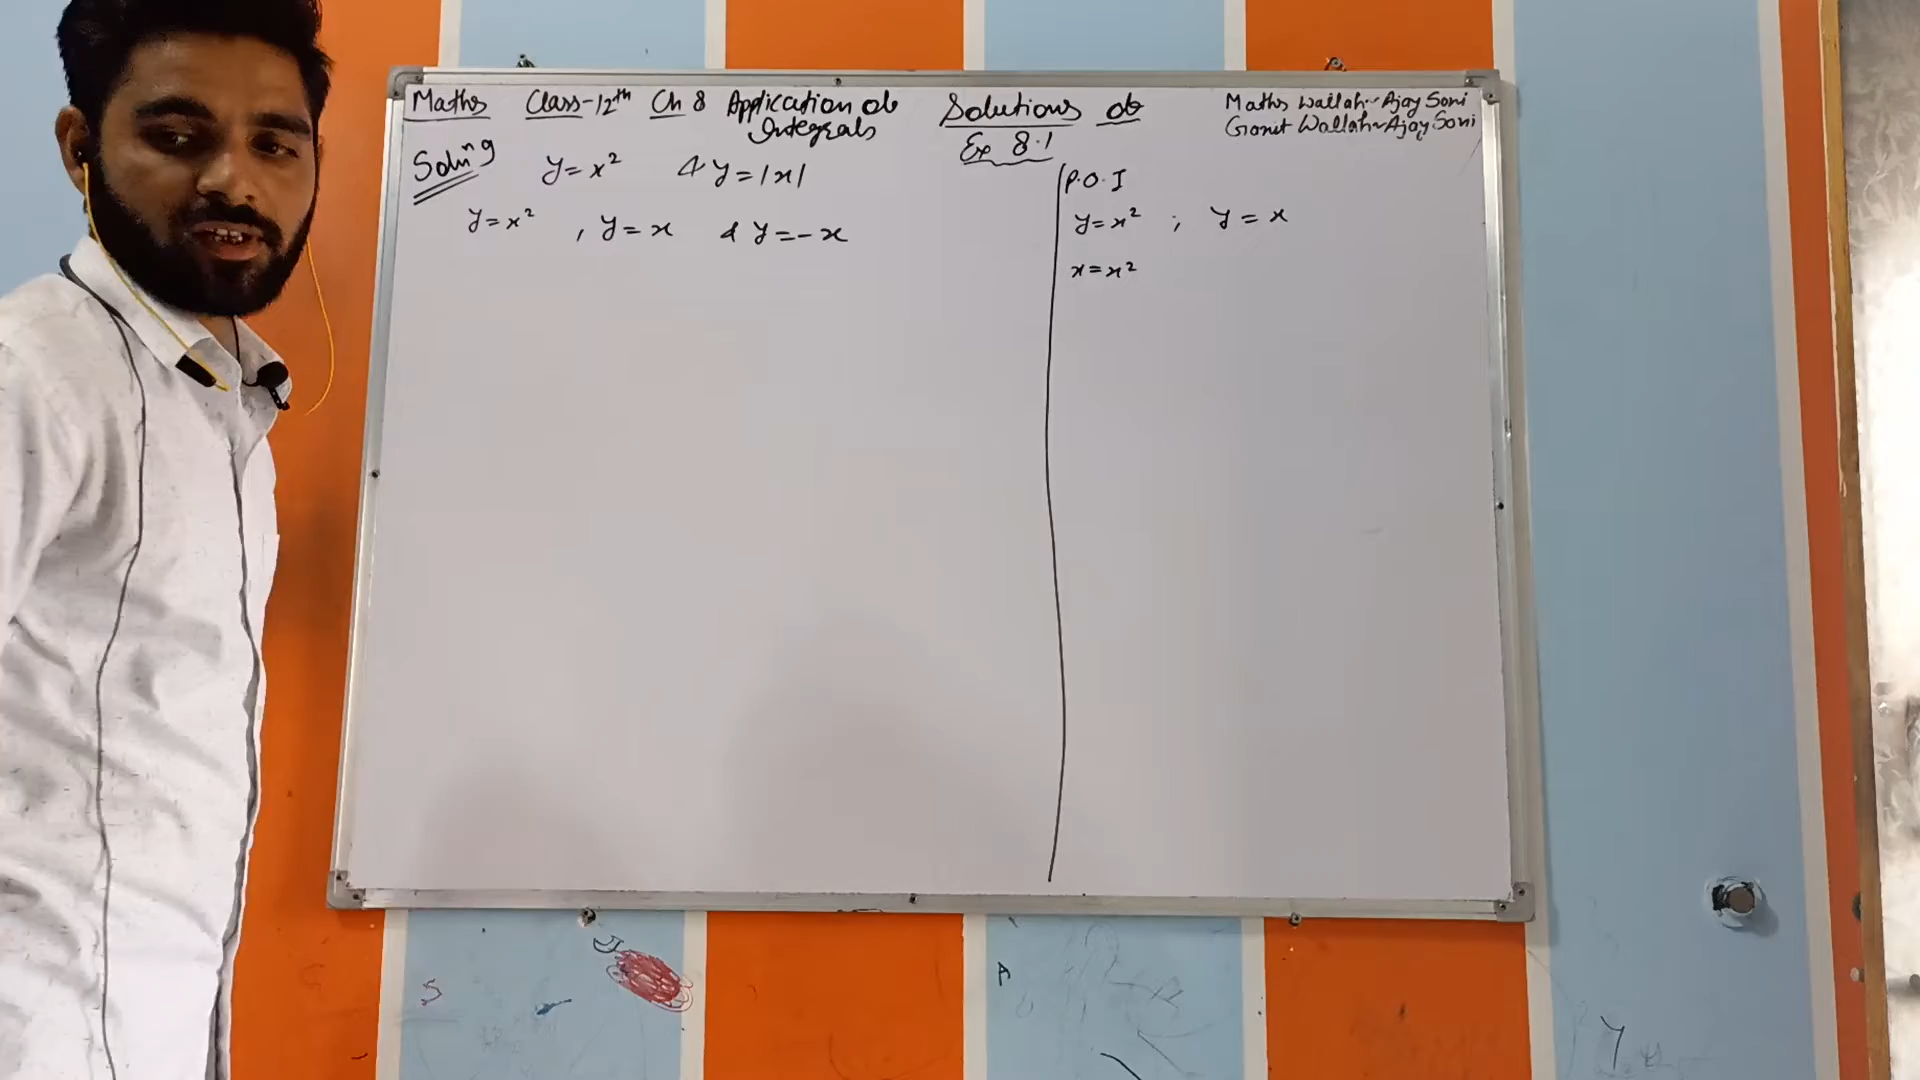 Maths Class-12th Ch 8 Application of Integrals
Solutions of Ex 8.1
Maths Wallah~Ajay Soni
Ganit Wallah~Ajay Soni
Soln 9 y=x² & y=|x|
y=x² , y=x & y=-x
P.O.I
y=x² ; y=x
x=x²
S
A